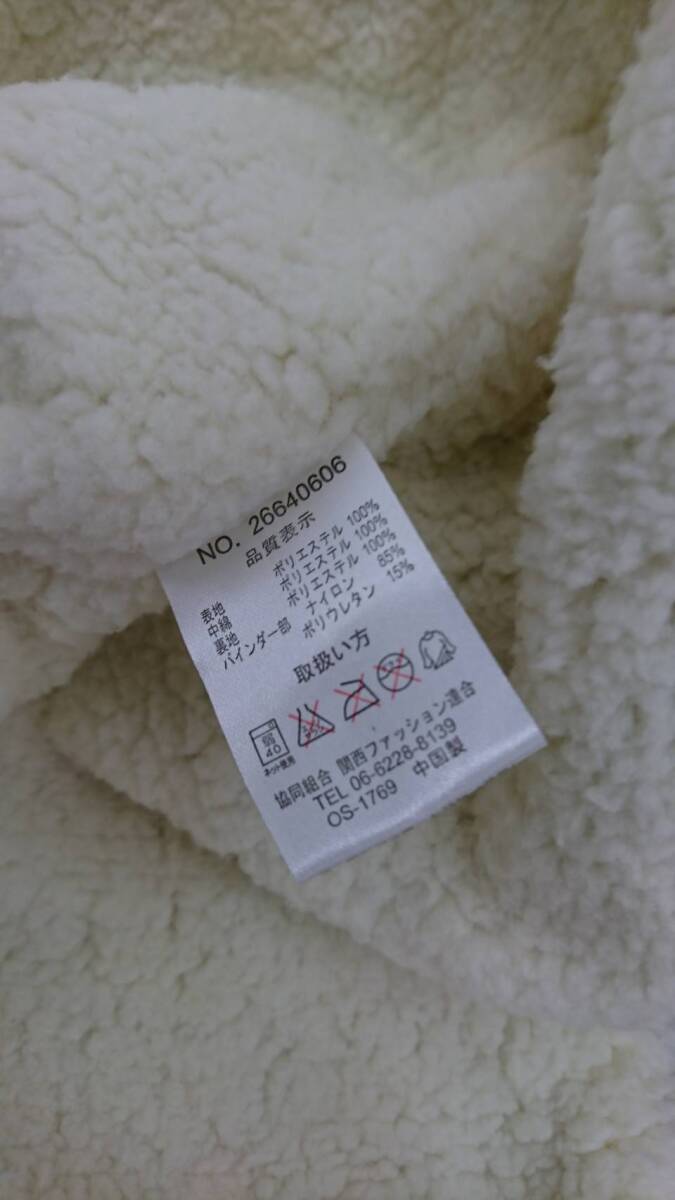 NO. 26640606
品質表示
表地 ポリエステル 100%
中綿 ポリエステル 100%
裏地 ポリエステル 100%
バインダー部 ナイロン 85%
ポリウレタン 15%
取扱い方
弱
40
ネット使用
協同組合 関西ファッション連合
TEL 06-6228-8139
OS-1769 中国製